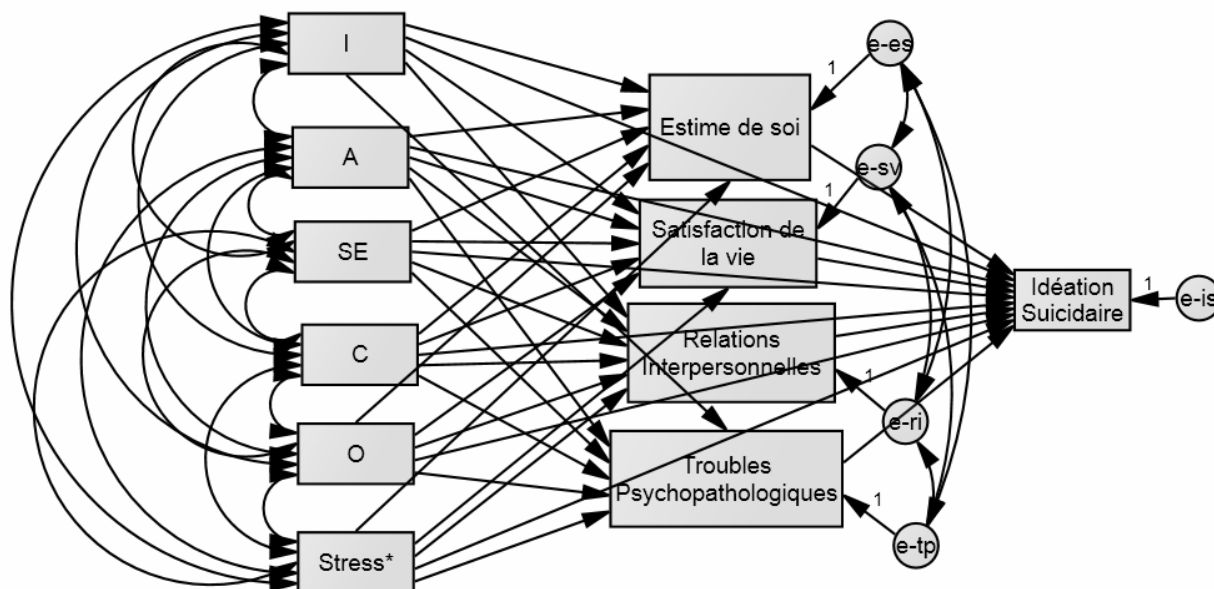 I
e-es
1
Estime de soi
A
e-sv
1
Satisfaction de
la vie
SE
Idéation
Suicidaire
1
e-is
Relations
Interpersonnelles
C
1
e-ri
O
Troubles
Psychopathologiques
1
e-tp
Stress*